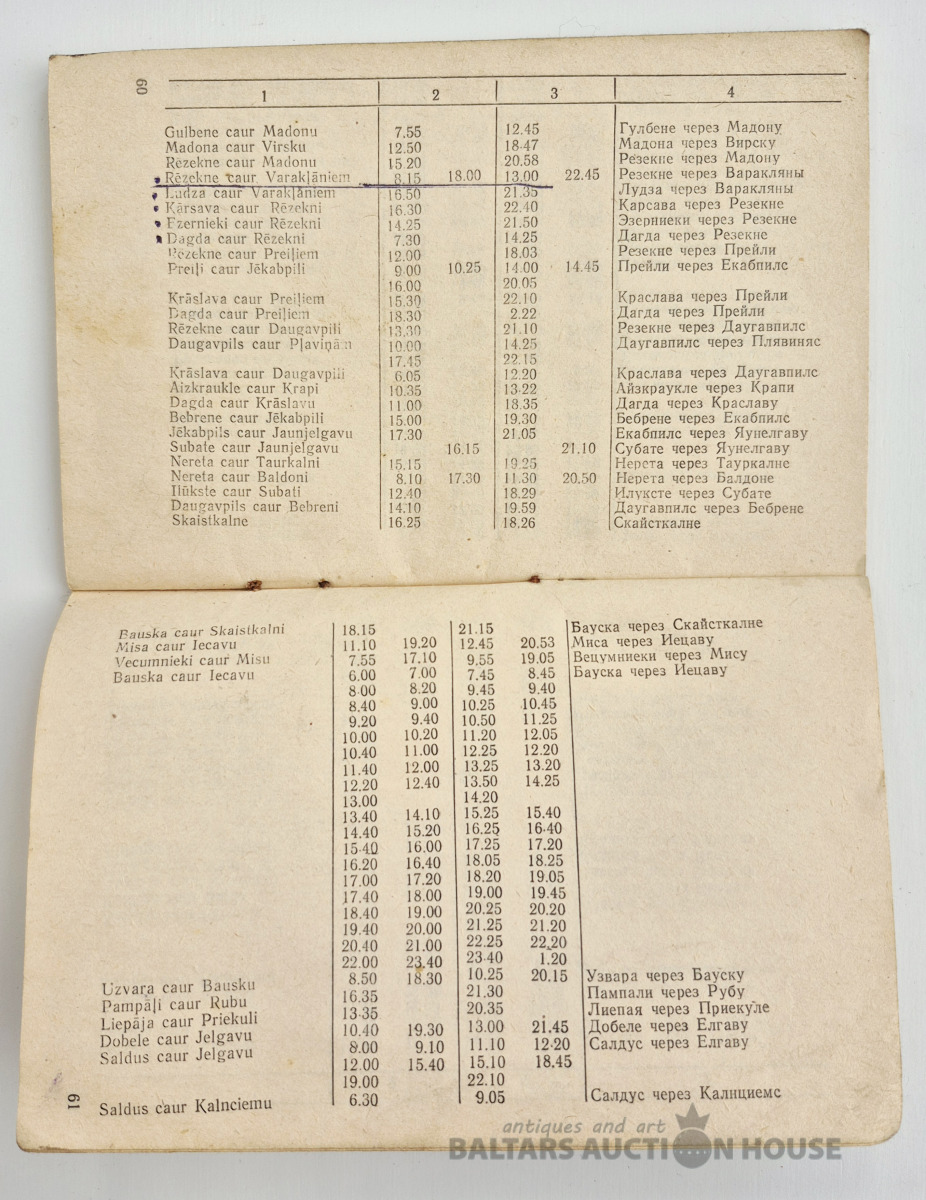 60
1 2 3 4
Gulbene caur Madonu 7.55 12.45 Гулбене через Мадону
Madona caur Virsku 12.50 18.47 Мадона через Вирску
Rēzekne caur Madonu 15.20 20.58 Резекне через Мадону
Rēzekne caur Varakļāniem 8.15 18.00 13.00 22.45 Резекне через Варакляны
Ludza caur Varakļāniem 16.50 21.35 Лудза через Варакляны
Kārsava caur Rēzekni 16.30 22.40 Карсава через Резекне
Ezernieki caur Rēzekni 14.25 21.50 Эзерниеки через Резекне
Dagda caur Rēzekni 7.30 14.25 Дагда через Резекне
Rēzekne caur Preiļiem 12.00 18.03 Резекне через Прейли
Preiļi caur Jēkabpili 9.00 10.25 14.00 14.45 Прейли через Екабпилс
16.00 20.05
Krāslava caur Preiļiem 15.30 22.10 Краслава через Прейли
Dagda caur Preiļiem 18.30 2.22 Дагда через Прейли
Rēzekne caur Daugavpili 13.30 21.10 Резекне через Даугавпилс
Daugavpils caur Pļaviņām 10.00 14.25 Даугавпилс через Плявиняс
17.45 22.15
Krāslava caur Daugavpili 6.05 12.20 Краслава через Даугавпилс
Aizkraukle caur Krapi 10.35 13.22 Айзкраукле через Крапи
Dagda caur Krāslavu 11.00 18.35 Дагда через Краславу
Bebrene caur Jēkabpili 15.00 19.30 Бебрене через Екабпилс
Jēkabpils caur Jaunjelgavu 17.30 21.05 Екабпилс через Яунелгаву
Subate caur Jaunjelgavu 16.15 21.10 Субате через Яунелгаву
Nereta caur Taurkalni 15.15 19.25 Нерета через Тауркалне
Nereta caur Baldoni 8.10 17.30 11.30 20.50 Нерета через Балдоне
Ilūkste caur Subati 12.40 18.29 Илуксте через Субате
Daugavpils caur Bebreni 14.10 19.59 Даугавпилс через Бебрене
Skaistkalne 16.25 18.26 Скайсткалне
Bauska caur Skaistkalni 18.15 21.15 Бауска через Скайсткалне
Misa caur Iecavu 11.10 19.20 12.45 20.53 Миса через Иецаву
Vecumnieki caur Misu 7.55 17.10 9.55 19.05 Вецумниеки через Мису
Bauska caur Iecavu 6.00 7.00 7.45 8.45 Бауска через Иецаву
8.00 8.20 9.45 9.40
8.40 9.00 10.25 10.45
9.20 9.40 10.50 11.25
10.00 10.20 11.20 12.05
10.40 11.00 12.25 12.20
11.40 12.00 13.25 13.20
12.20 12.40 13.50 14.25
13.00 14.20
13.40 14.10 15.25 15.40
14.40 15.20 16.25 16.40
15.40 16.00 17.25 17.20
16.20 16.40 18.05 18.25
17.00 17.20 18.20 19.05
17.40 18.00 19.00 19.45
18.40 19.00 20.25 20.20
19.40 20.00 21.25 21.20
20.40 21.00 22.25 22.20
22.00 23.40 23.40 1.20
Uzvara caur Bausku 8.50 18.30 10.25 20.15 Узвара через Бауску
Pampāļi caur Rubu 16.35 21.30 Пампали через Рубу
Liepāja caur Priekuli 13.35 20.35 Лиепая через Приекуле
Dobele caur Jelgavu 10.40 19.30 13.00 21.45 Добеле через Елгаву
Saldus caur Jelgavu 8.00 9.10 11.10 12.20 Салдус через Елгаву
12.00 15.40 15.10 18.45
19.00 22.10
Saldus caur Kalnciemu 6.30 9.05 Салдус через Калнциемс
61
antiques and art
BALTARS AUCTION HOUSE